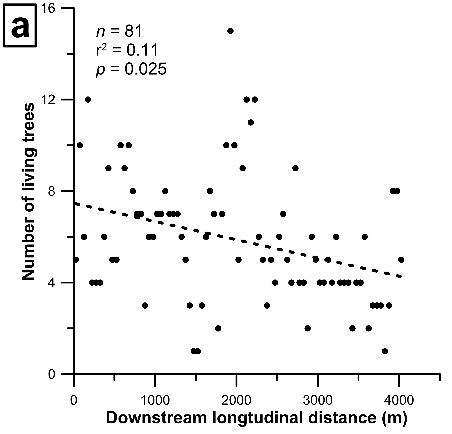 a
n = 81
r² = 0.11
p = 0.025
16
12
8
4
0
Number of living trees
0 1000 2000 3000 4000
Downstream longtudinal distance (m)